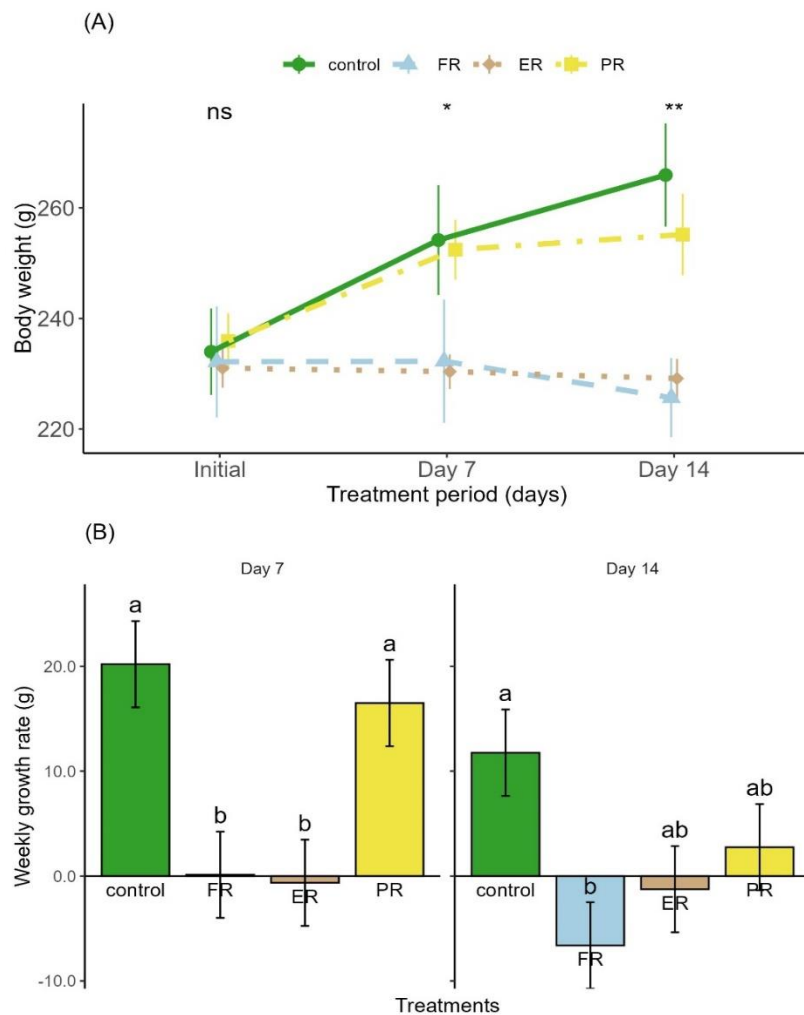 (A)
control FR ER PR
ns * **
260
240
220
Body weight (g)
Initial Day 7 Day 14
Treatment period (days)
(B)
Day 7 Day 14
a b b a a b ab ab
20.0
10.0
0.0
-10.0
Weekly growth rate (g)
control FR ER PR control FR ER PR
Treatments